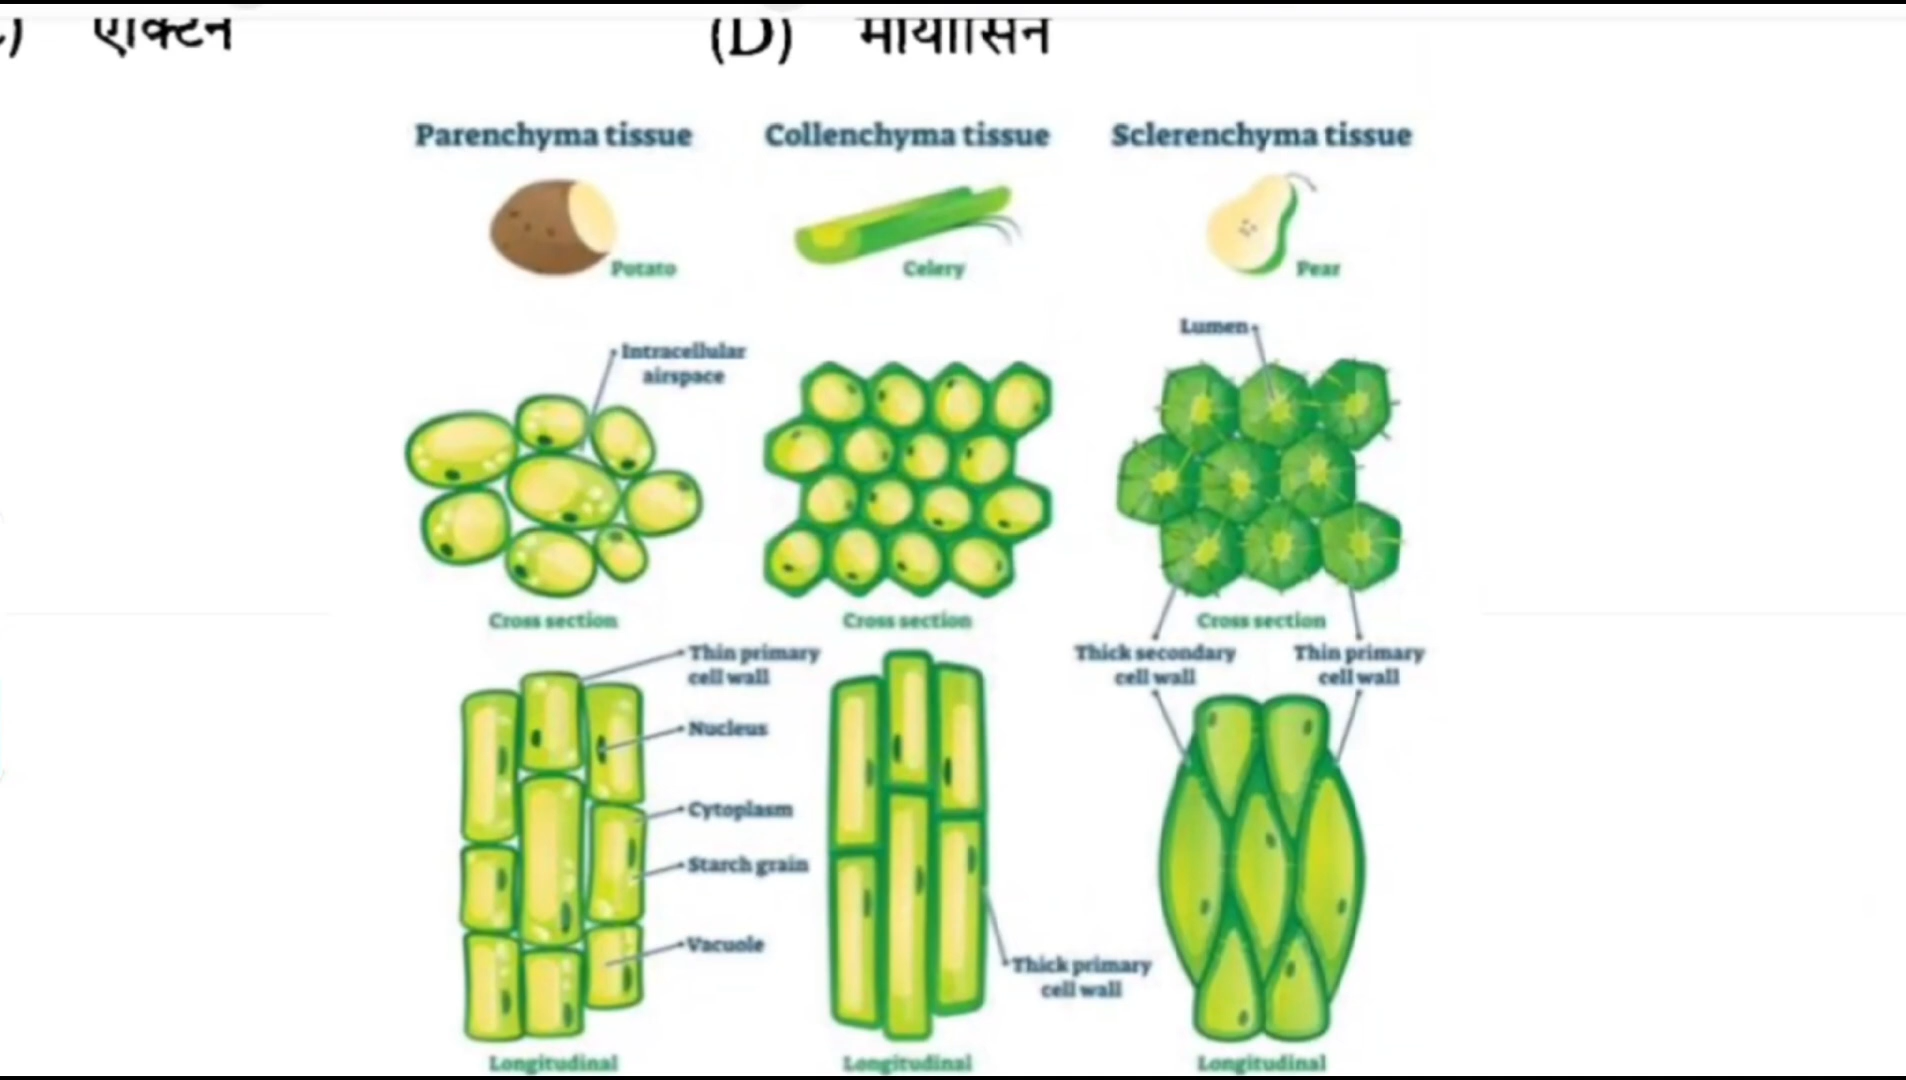 एक्टिन (D) मायोसिन
Parenchyma tissue Collenchyma tissue Sclerenchyma tissue
Potato Celery Pear
Lumen
Intracellular
airspace
Cross section Cross section Cross section
Thin primary
cell wall
Thick secondary
cell wall
Thin primary
cell wall
Nucleus
Cytoplasm
Starch grain
Vacuole
Thick primary
cell wall
Longitudinal Longitudinal Longitudinal